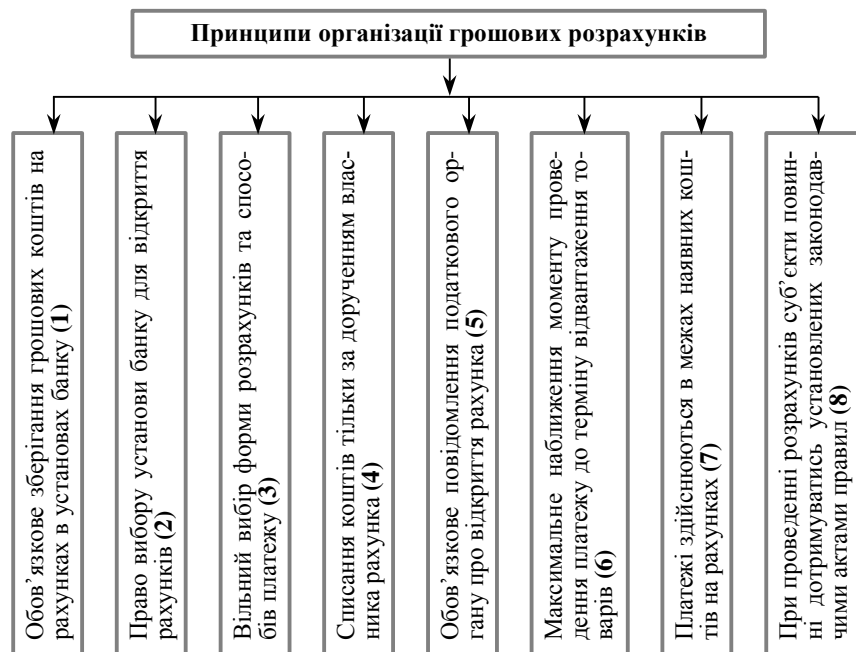 Принципи організації грошових розрахунків
Обов’язкове зберігання грошових коштів на
рахунках в установах банку (1)
Право вибору установи банку для відкриття
рахунків (2)
Вільний вибір форми розрахунків та спосо-
бів платежу (3)
Списання коштів тільки за дорученням влас-
ника рахунка (4)
Обов’язкове повідомлення податкового ор-
гану про відкриття рахунка (5)
Максимальне наближення моменту прове-
дення платежу до терміну відвантаження то-
варів (6)
Платежі здійснюються в межах наявних кош-
тів на рахунках (7)
При проведенні розрахунків суб’єкти повин-
ні дотримуватись установлених законодав-
чими актами правил (8)